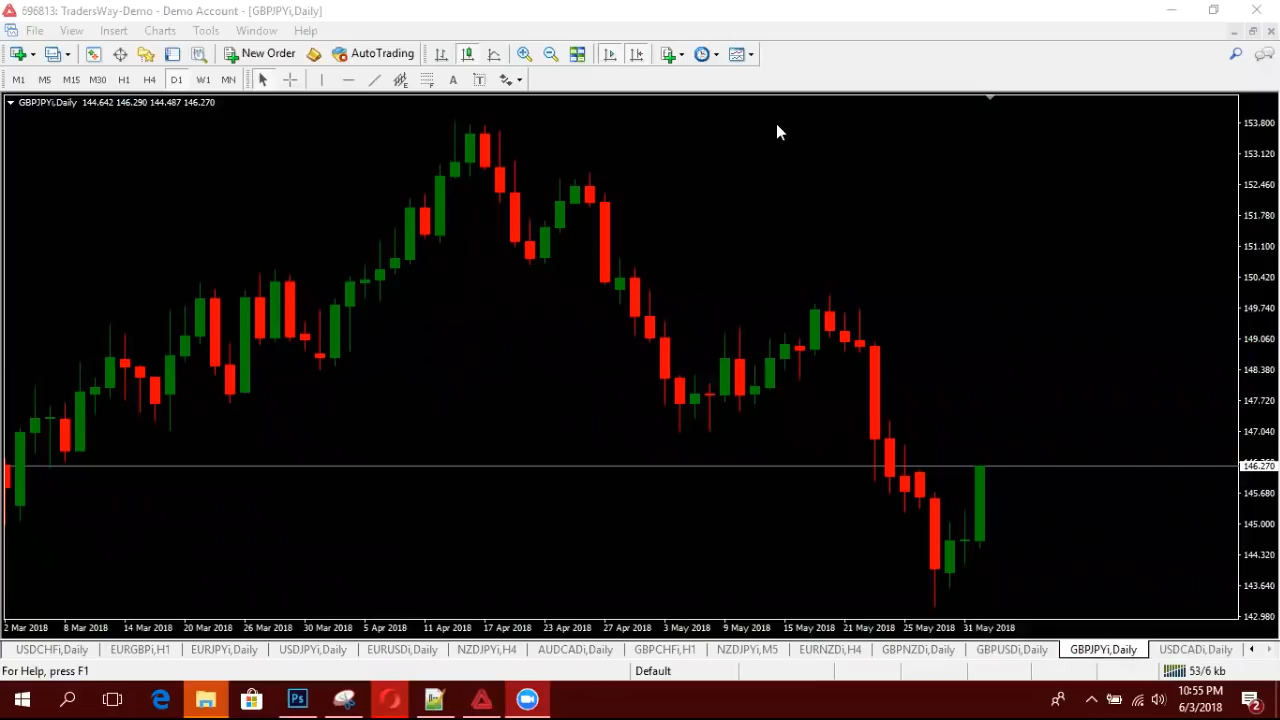 696813: TradersWay-Demo - Demo Account - [GBPJPYi,Daily]
File View Insert Charts Tools Window Help
New Order AutoTrading
M1 M5 M15 M30 H1 H4 D1 W1 MN A T
GBPJPYi,Daily 144.642 146.290 144.487 146.270
153.800
153.120
152.460
151.780
151.100
150.420
149.740
149.060
148.380
147.720
147.040
146.270
145.680
145.000
144.320
143.640
142.980
2 Mar 2018 8 Mar 2018 14 Mar 2018 20 Mar 2018 26 Mar 2018 30 Mar 2018 5 Apr 2018 11 Apr 2018 17 Apr 2018 23 Apr 2018 27 Apr 2018 3 May 2018 9 May 2018 15 May 2018 21 May 2018 25 May 2018 31 May 2018
USDCHFi,Daily EURGBPi,H1 EURJPYi,Daily USDJPYi,Daily EURUSDi,Daily NZDJPYi,H4 AUDCADi,Daily GBPCHFi,H1 NZDJPYi,M5 EURNZDi,H4 GBPNZDi,Daily GBPUSDi,Daily GBPJPYi,Daily USDCADi,Daily
For Help, press F1 Default 53/6 kb
Ps 10:55 PM
6/3/2018 2